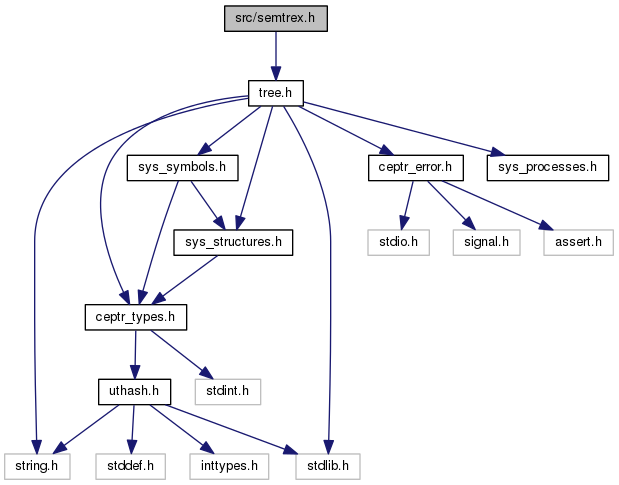 src/semtrex.h
tree.h
sys_symbols.h
ceptr_error.h
sys_processes.h
sys_structures.h
stdio.h
signal.h
assert.h
ceptr_types.h
uthash.h
stdint.h
string.h
stddef.h
inttypes.h
stdlib.h